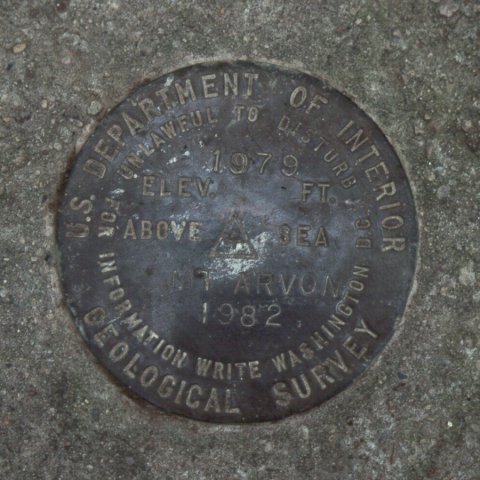 U.S. DEPARTMENT OF INTERIOR
UNLAWFUL TO DISTURB
1979
ELEV. FT.
ABOVE SEA
MT ARVON
1982
FOR INFORMATION WRITE WASHINGTON D.C.
GEOLOGICAL SURVEY